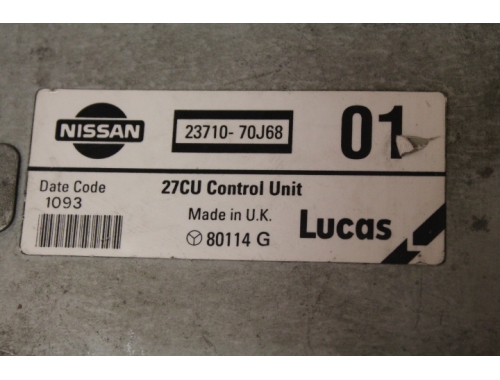 NISSAN
23710- 70J68
01
Date Code
1093
27CU Control Unit
Made in U.K.
80114 G
Lucas